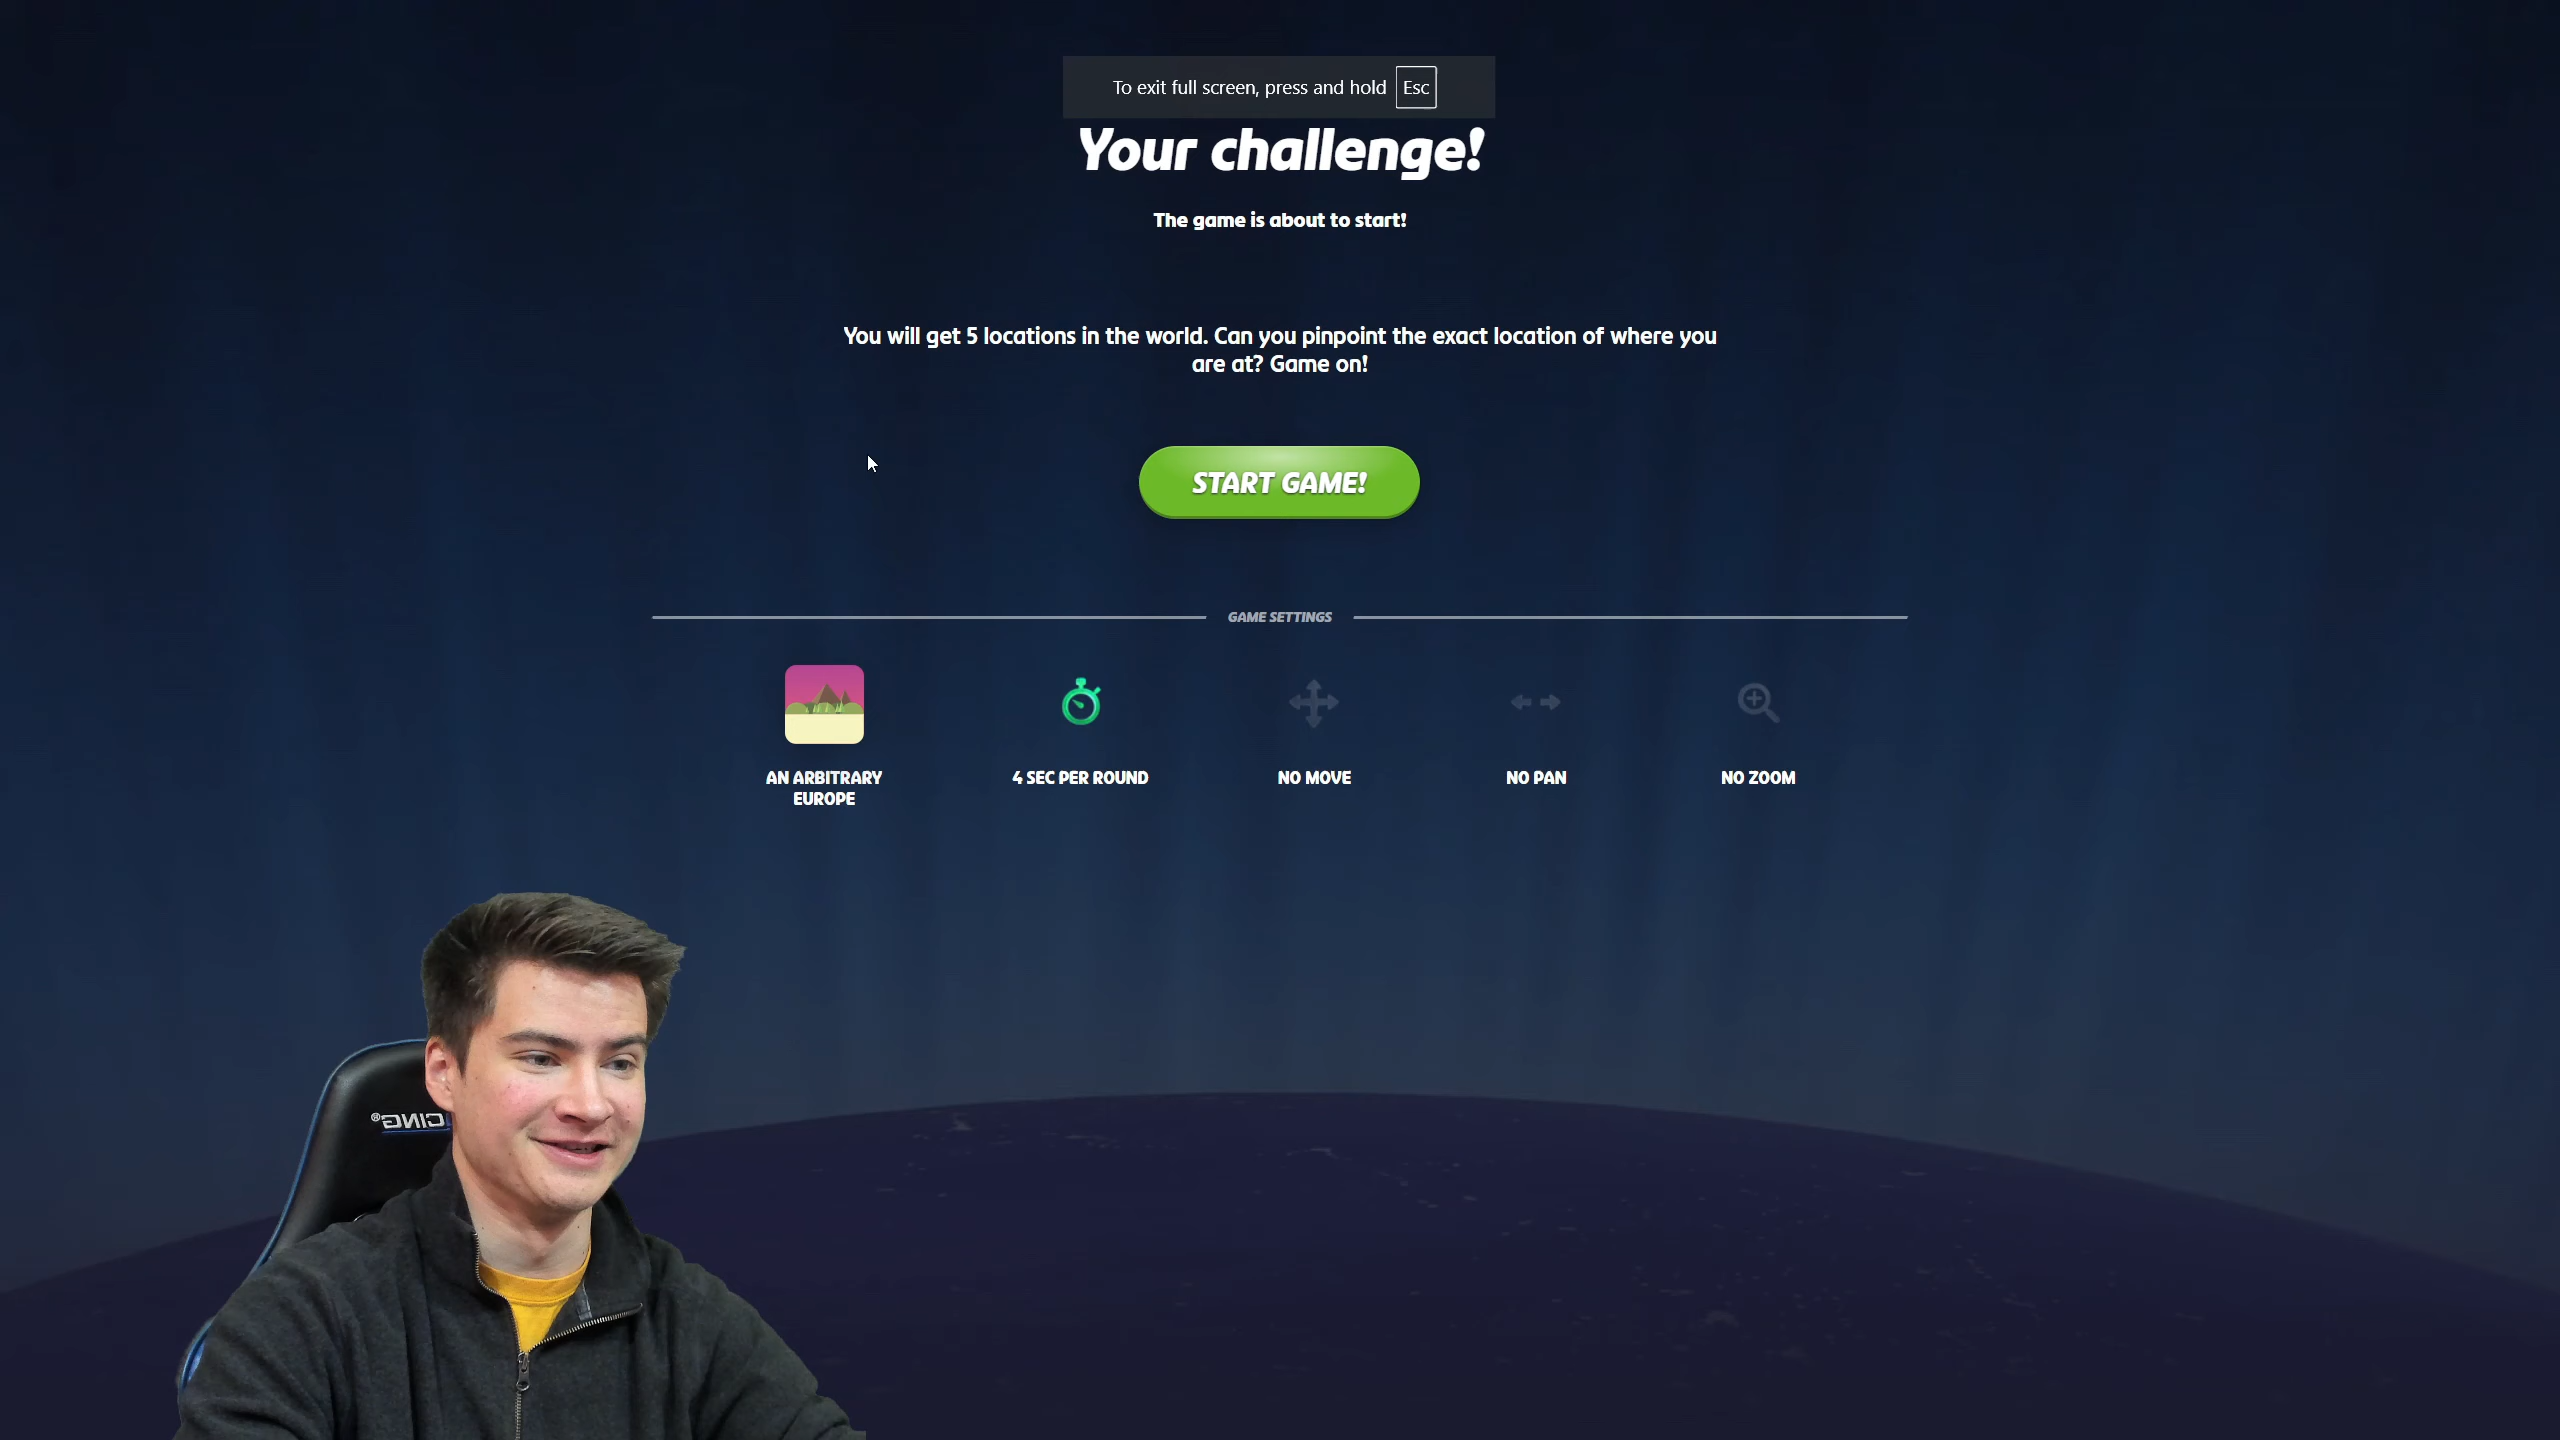 To exit full screen, press and hold Esc
Your challenge!
The game is about to start!
You will get 5 locations in the world. Can you pinpoint the exact location of where you
are at? Game on!
START GAME!
GAME SETTINGS
AN ARBITRARY
EUROPE
4 SEC PER ROUND
NO MOVE
NO PAN
NO ZOOM
CING®